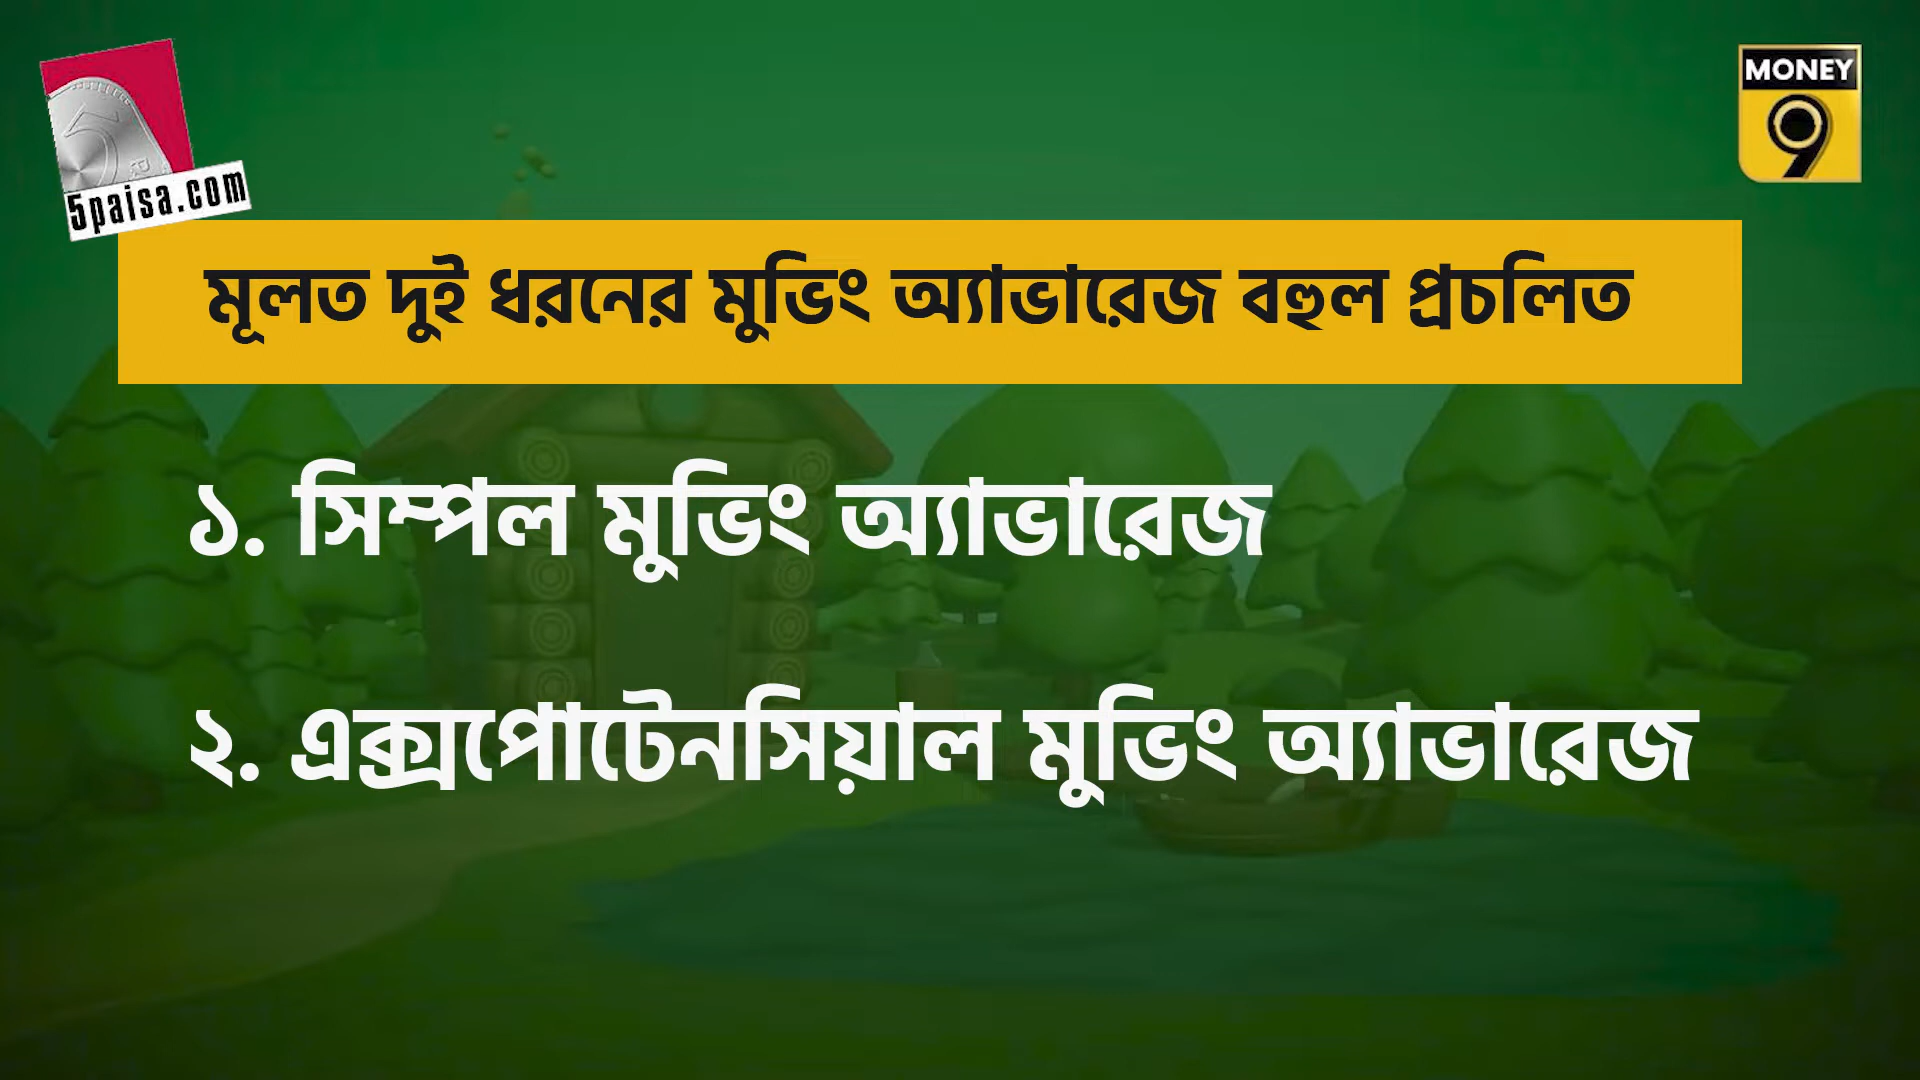 5paisa.com
MONEY
9
মূলত দুই ধরনের মুভিং অ্যাভারেজ বহুল প্রচলিত
১. সিম্পল মুভিং অ্যাভারেজ
২. এক্সপোটেনসিয়াল মুভিং অ্যাভারেজ